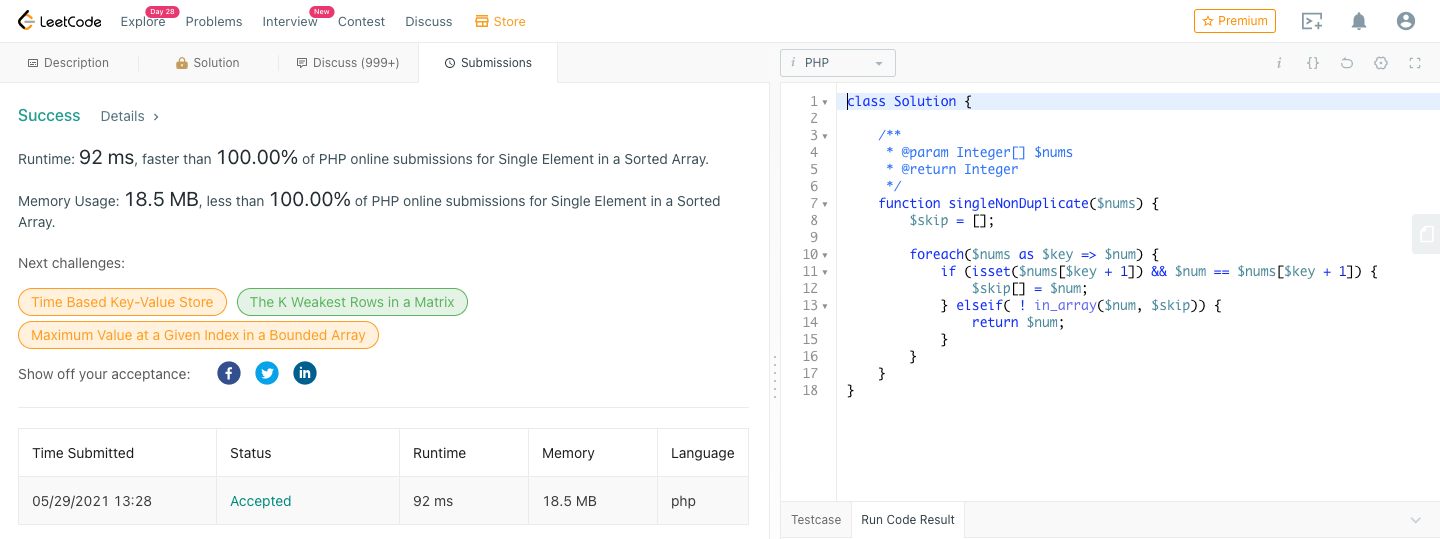 LeetCode Explore Day 28 Problems Interview New Contest Discuss Store Premium
Description Solution Discuss (999+) Submissions
Success Details >
Runtime: 92 ms, faster than 100.00% of PHP online submissions for Single Element in a Sorted Array.
Memory Usage: 18.5 MB, less than 100.00% of PHP online submissions for Single Element in a Sorted
Array.
Next challenges:
Time Based Key-Value Store The K Weakest Rows in a Matrix
Maximum Value at a Given Index in a Bounded Array
Show off your acceptance:
Time Submitted Status Runtime Memory Language
05/29/2021 13:28 Accepted 92 ms 18.5 MB php
i PHP i {}
1 class Solution {
2
3     /**
4      * @param Integer[] $nums
5      * @return Integer
6      */
7     function singleNonDuplicate($nums) {
8         $skip = [];
9
10         foreach($nums as $key => $num) {
11             if (isset($nums[$key + 1]) && $num == $nums[$key + 1]) {
12                 $skip[] = $num;
13             } elseif( ! in_array($num, $skip)) {
14                 return $num;
15             }
16         }
17     }
18 }
Testcase Run Code Result